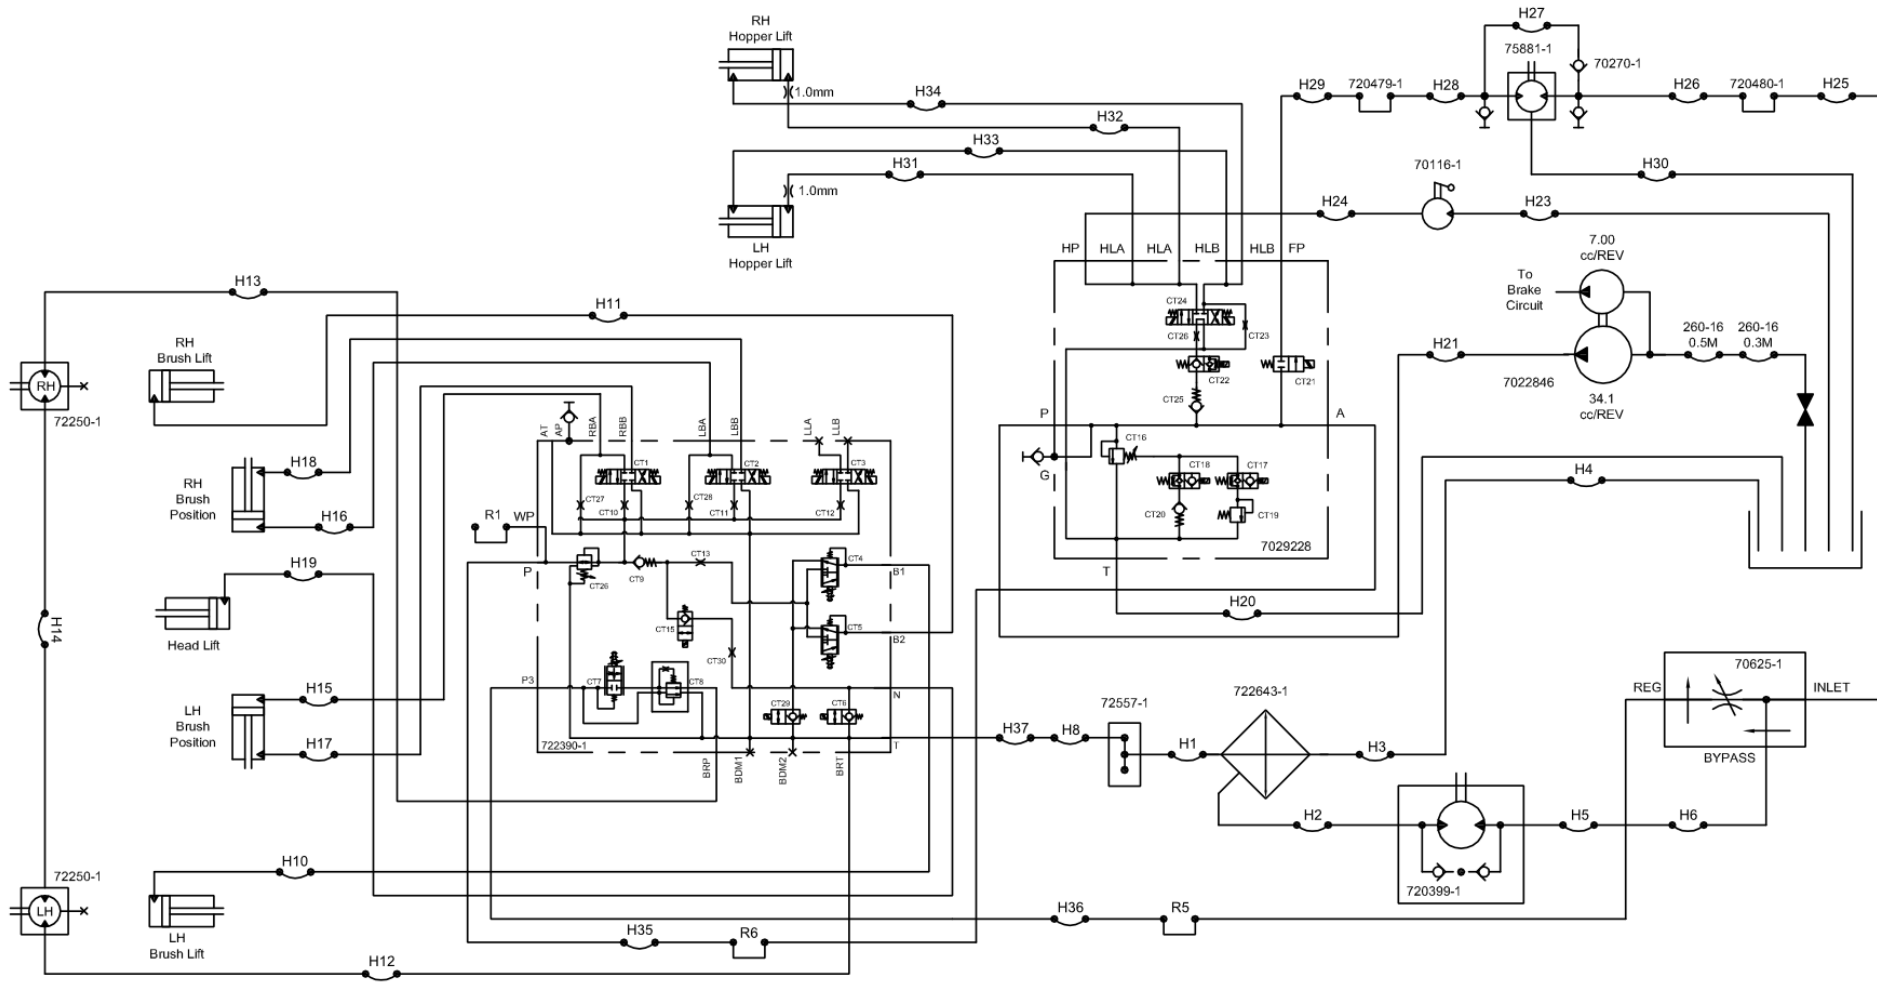 RH
Hopper Lift
1.0mm
H34
H32
H33
H31
1.0mm
LH
Hopper Lift
H27
75881-1
70270-1
H29
720479-1
H28
H26
720480-1
H25
H30
70116-1
H24
H23
HP
HLA
HLA
HLB
HLB
FP
7.00
cc/REV
To
Brake
Circuit
260-16
0.5M
260-16
0.3M
H21
7022846
34.1
cc/REV
CT24
CT26
CT23
CT22
CT21
CT25
P
A
CT16
G
CT18
CT17
CT20
CT19
7029228
T
H4
H20
H13
H11
RH
Brush Lift
RH
72250-1
H18
RH
Brush
Position
H16
H19
Head Lift
H14
H15
LH
Brush
Position
H17
AT
AP
RBA
RBB
LBA
LBB
LLA
LLB
CT1
CT2
CT3
CT27
CT10
CT28
CT11
CT12
R1
WP
P
CT26
CT9
CT13
CT4
B1
CT15
CT5
B2
CT30
P3
CT7
CT8
N
CT29
CT6
722390-1
T
BRP
BDM1
BDM2
BRT
H37
H8
72557-1
H1
722643-1
H3
H2
720399-1
H5
H6
70625-1
REG
INLET
BYPASS
H10
72250-1
LH
LH
Brush Lift
H36
R5
H35
R6
H12